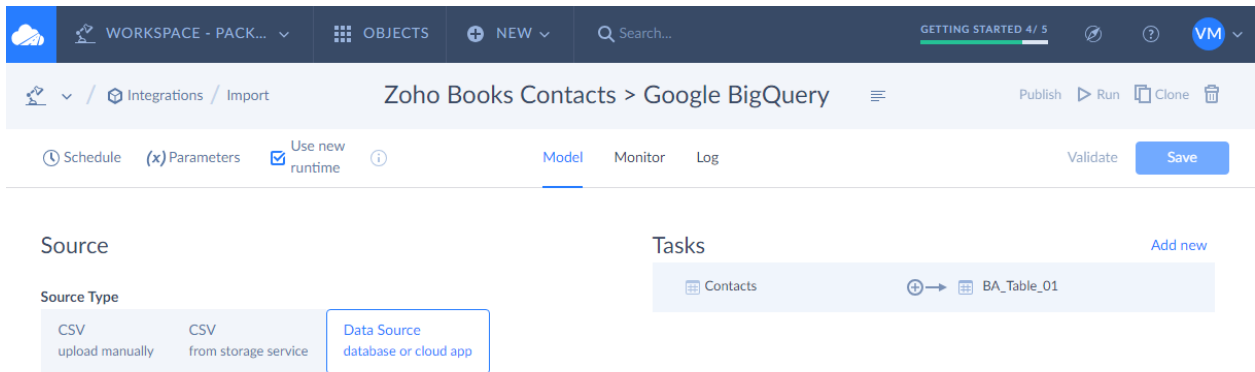 WORKSPACE - PACK... OBJECTS NEW Search... GETTING STARTED 4/ 5 ? VM
/ Integrations / Import Zoho Books Contacts > Google BigQuery Publish Run Clone
Schedule (x) Parameters Use new runtime i Model Monitor Log Validate Save
Source
Source Type
CSV
upload manually
CSV
from storage service
Data Source
database or cloud app
Tasks Add new
Contacts BA_Table_01